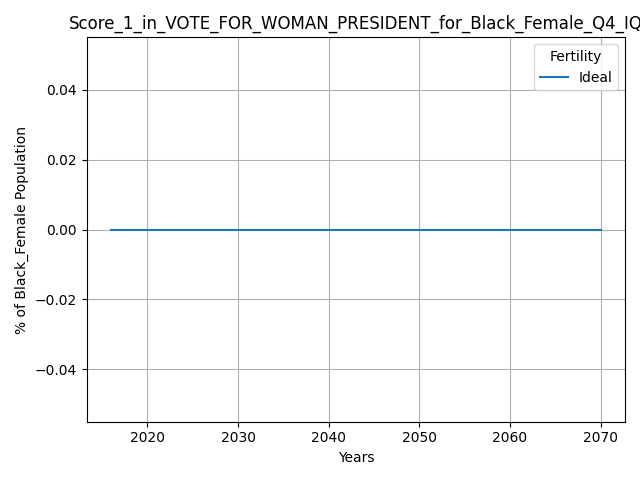 Score_1_in_VOTE_FOR_WOMAN_PRESIDENT_for_Black_Female_Q4_IQ
Fertility
Ideal
0.04
0.02
0.00
−0.02
−0.04
% of Black_Female Population
2020 2030 2040 2050 2060 2070
Years